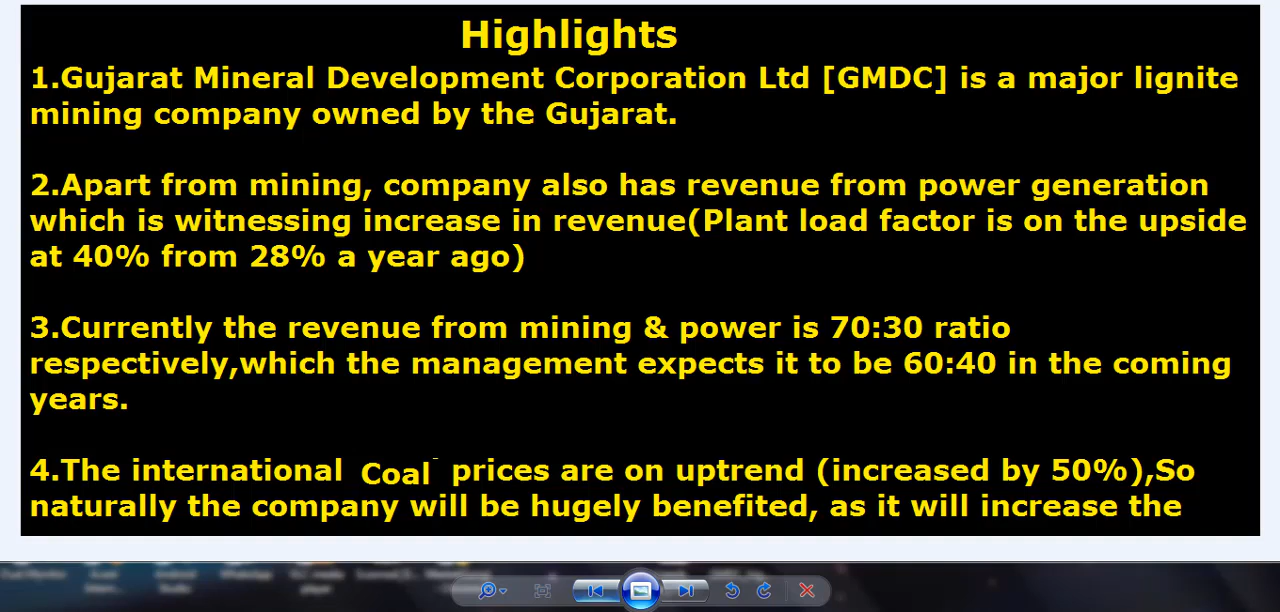 Highlights
1.Gujarat Mineral Development Corporation Ltd [GMDC] is a major lignite
mining company owned by the Gujarat.
2.Apart from mining, company also has revenue from power generation
which is witnessing increase in revenue(Plant load factor is on the upside
at 40% from 28% a year ago)
3.Currently the revenue from mining & power is 70:30 ratio
respectively,which the management expects it to be 60:40 in the coming
years.
4.The international Coal prices are on uptrend (increased by 50%),So
naturally the company will be hugely benefited, as it will increase the